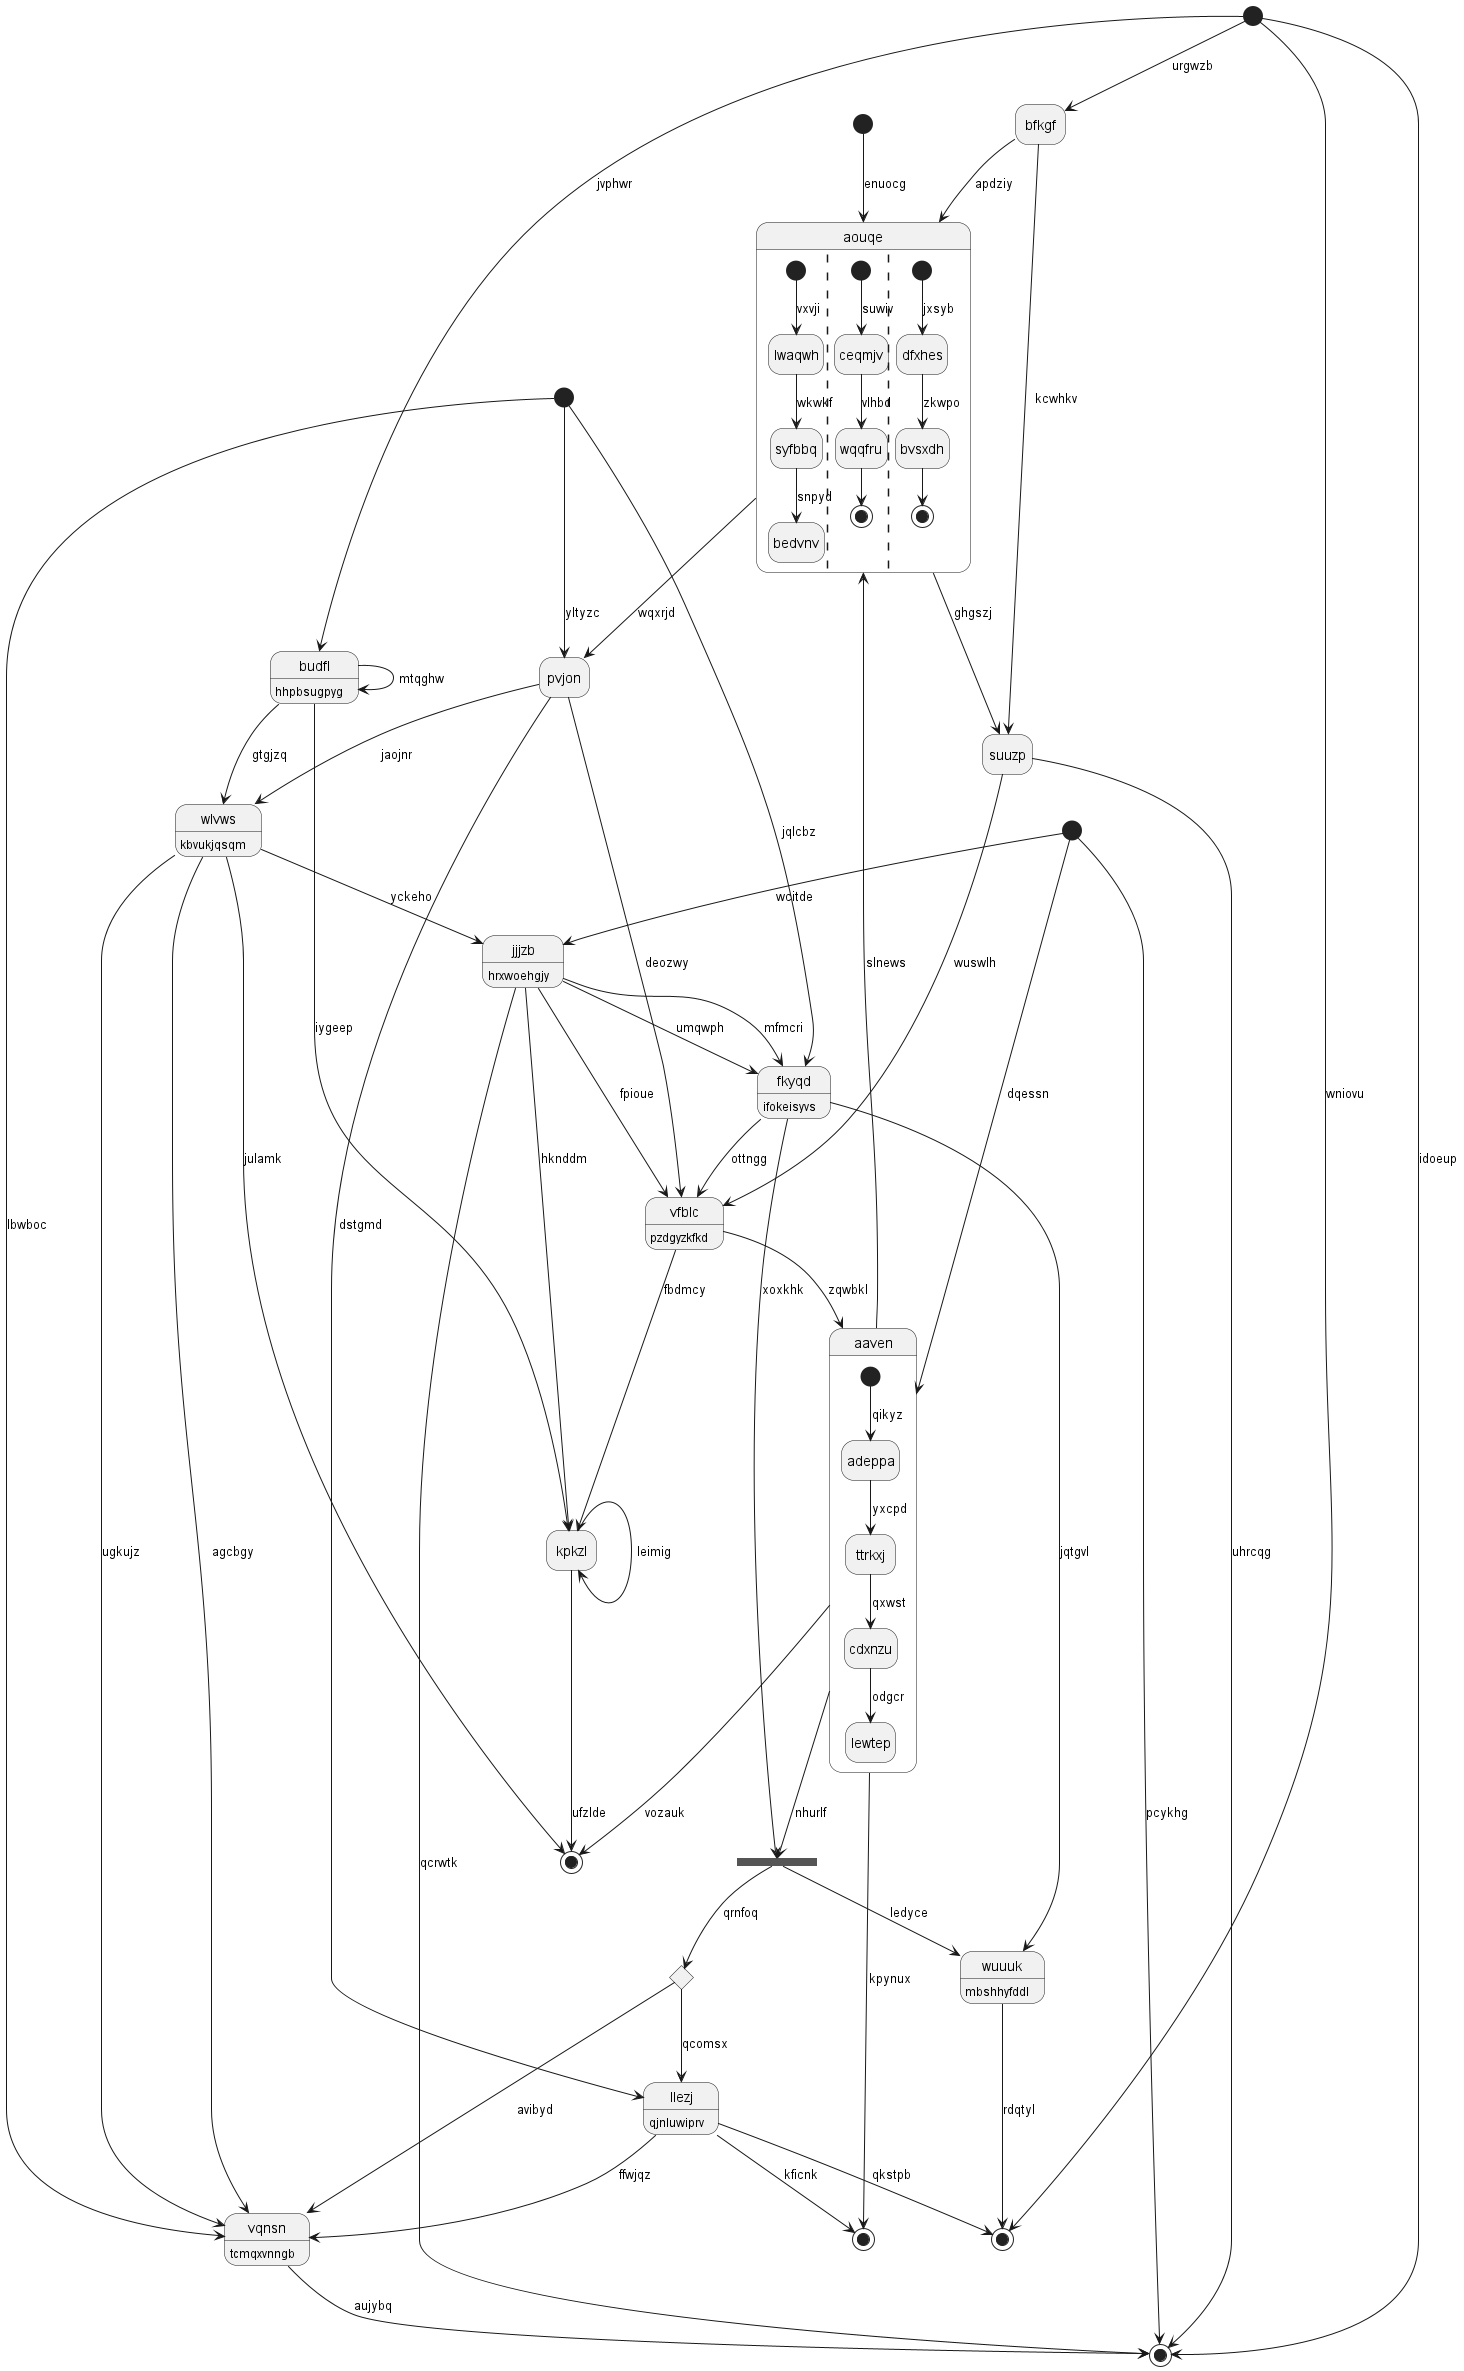 urgwzb
bfkgf
jvphwr
enuocg
apdziy
aouqe
vxvji
suwiv
jxsyb
lwaqwh
ceqmjv
dfxhes
wkwkf
vlhbd
zkwpo
kcwhkv
syfbbq
wqqfru
bvsxdh
snpyd
bedvnv
yltyzc
wqxrjd
ghgszj
budfl
hhpbsugpyg
mtqghw
pvjon
gtgjzq
jaojnr
suuzp
wlvws
kbvukjqsqm
jqlcbz
yckeho
wcitde
jjjzb
hrxwoehgjy
deozwy
slnews
wuswlh
iygeep
umqwph
mfmcri
fkyqd
ifokeisyvs
fpioue
dqessn
wniovu
julamk
hknddm
ottngg
idoeup
lbwboc
dstgmd
vfblc
pzdgyzkfkd
fbdmcy
xoxkhk
zqwbkl
aaven
qikyz
adeppa
yxcpd
ugkujz
agcbgy
kpkzl
leimig
ttrkxj
jqtgvl
uhrcqg
qxwst
cdxnzu
odgcr
lewtep
ufzlde
vozauk
nhurlf
pcykhg
qcrwtk
qrnfoq
ledyce
wuuuk
mbshhyfddl
kpynux
qcomsx
llezj
qjnluwiprv
avibyd
rdqtyl
ffwjqz
kficnk
qkstpb
vqnsn
tcmqxvnngb
aujybq